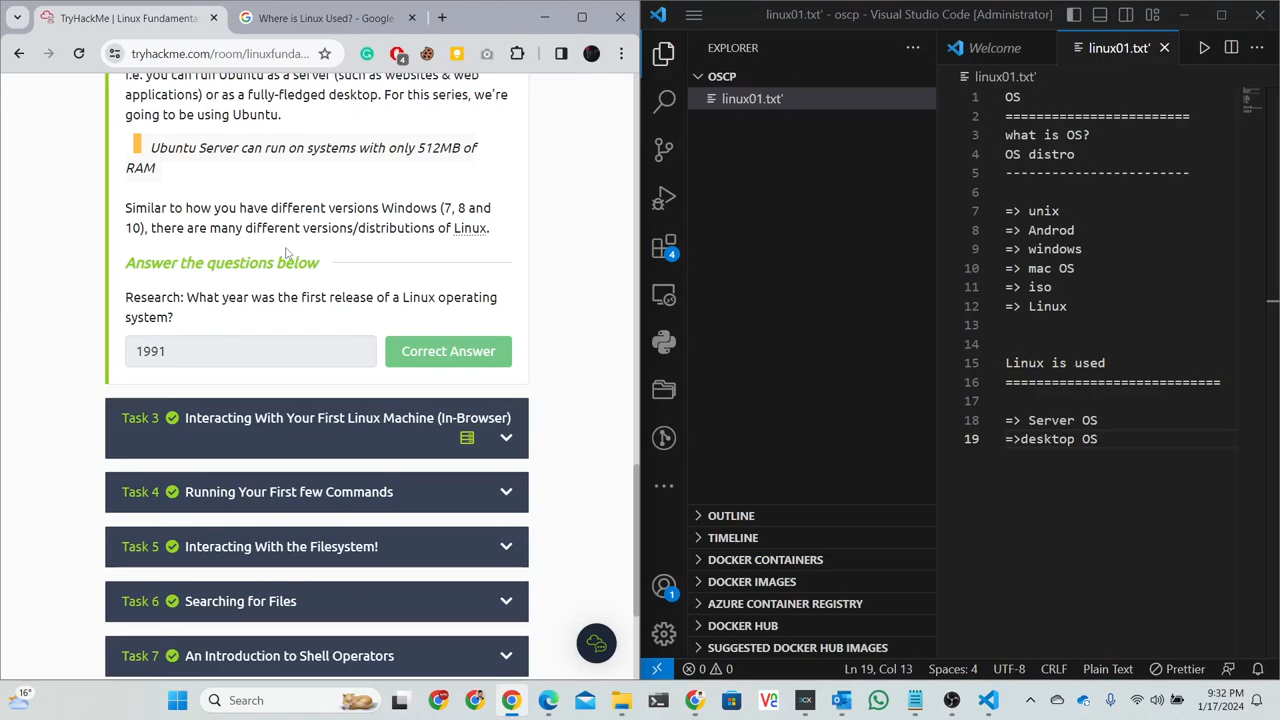 TryHackMe | Linux Fundamenta
Where is Linux Used? - Google
tryhackme.com/room/linuxfunda...
4
i.e. you can run Ubuntu as a server (such as websites & web
applications) or as a fully-fledged desktop. For this series, we're
going to be using Ubuntu.
Ubuntu Server can run on systems with only 512MB of
RAM
Similar to how you have different versions Windows (7, 8 and
10), there are many different versions/distributions of Linux.
Answer the questions below
Research: What year was the first release of a Linux operating
system?
1991
Correct Answer
Task 3 Interacting With Your First Linux Machine (In-Browser)
Task 4 Running Your First few Commands
Task 5 Interacting With the Filesystem!
Task 6 Searching for Files
Task 7 An Introduction to Shell Operators
linux01.txt' - oscp - Visual Studio Code [Administrator]
EXPLORER
OSCP
linux01.txt'
4
1
OUTLINE
TIMELINE
DOCKER CONTAINERS
DOCKER IMAGES
AZURE CONTAINER REGISTRY
DOCKER HUB
SUGGESTED DOCKER HUB IMAGES
Welcome
linux01.txt'
linux01.txt'
1 OS
2 ========================
3 what is OS?
4 OS distro
5 ------------------------
6
7 => unix
8 => Androd
9 => windows
10 => mac OS
11 => iso
12 => Linux
13
14
15 Linux is used
16 ============================
17
18 => Server OS
19 =>desktop OS
0 0 Ln 19, Col 13 Spaces: 4 UTF-8 CRLF Plain Text Prettier
16°
Search
9:32 PM
1/17/2024